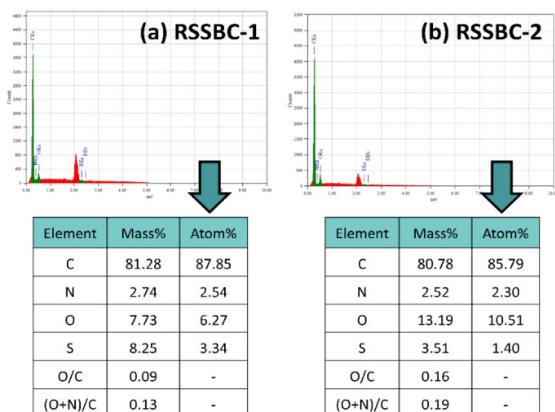 (a) RSSBC-1
Element Mass% Atom%
C 81.28 87.85
N 2.74 2.54
O 7.73 6.27
S 8.25 3.34
O/C 0.09 -
(O+N)/C 0.13 -
(b) RSSBC-2
Element Mass% Atom%
C 80.78 85.79
N 2.52 2.30
O 13.19 10.51
S 3.51 1.40
O/C 0.16 -
(O+N)/C 0.19 -